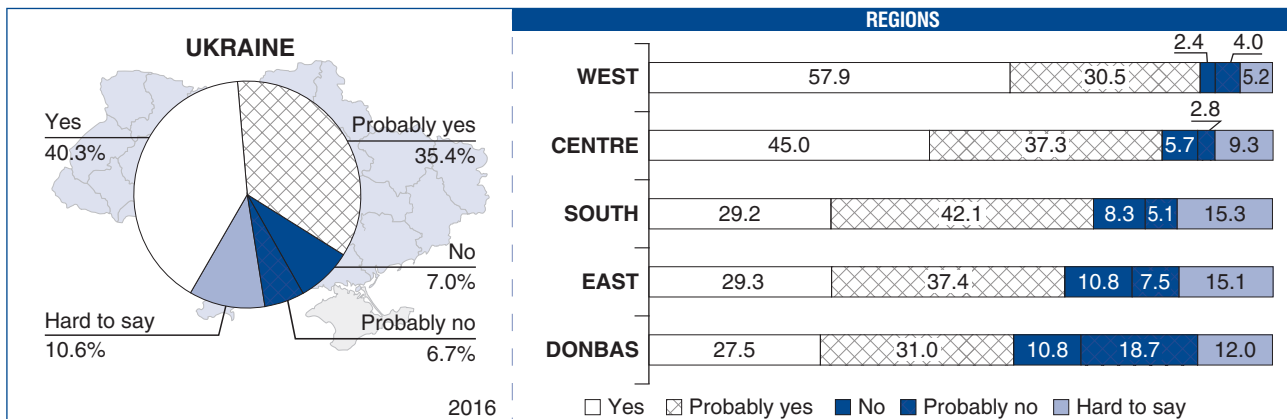 REGIONS
UKRAINE
Yes
40.3%
Probably yes
35.4%
No
7.0%
Probably no
6.7%
Hard to say
10.6%
2016
2.4 4.0
WEST 57.9 30.5 5.2
2.8
CENTRE 45.0 37.3 5.7 9.3
SOUTH 29.2 42.1 8.3 5.1 15.3
EAST 29.3 37.4 10.8 7.5 15.1
DONBAS 27.5 31.0 10.8 18.7 12.0
Yes Probably yes No Probably no Hard to say